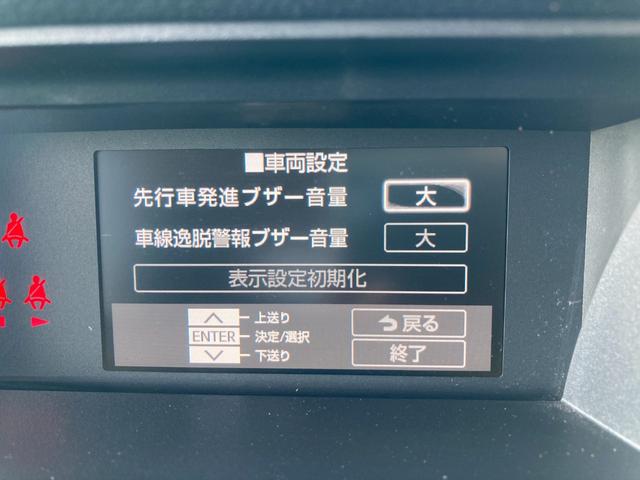 ■車両設定
先行車発進ブザー音量 大
車線逸脱警報ブザー音量 大
表示設定初期化
上送り
ENTER 決定/選択
下送り
戻る
終了